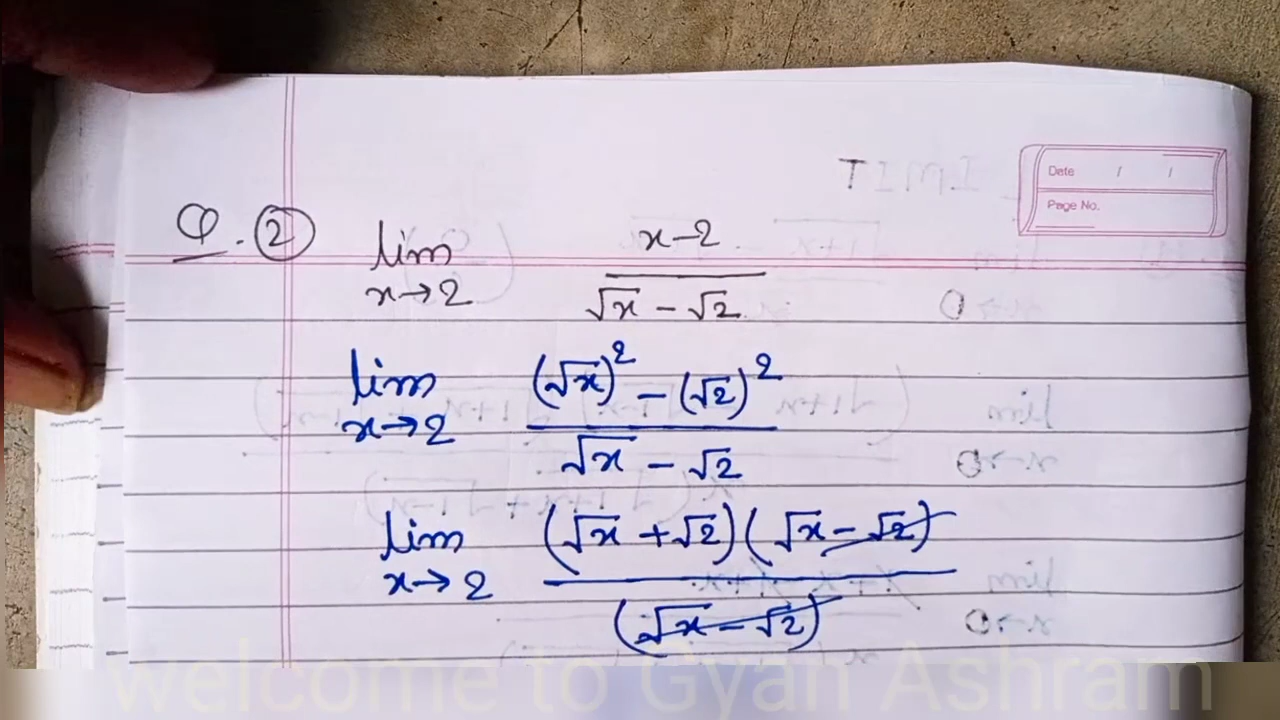 Date / /
Page No.
Q. 2 lim x→2 (x-2)/(√x - √2)
lim x→2 ((√x)² - (√2)²)/(√x - √2)
lim x→2 (√x + √2)(√x - √2)/(√x - √2)
welcome to Gyan Ashram